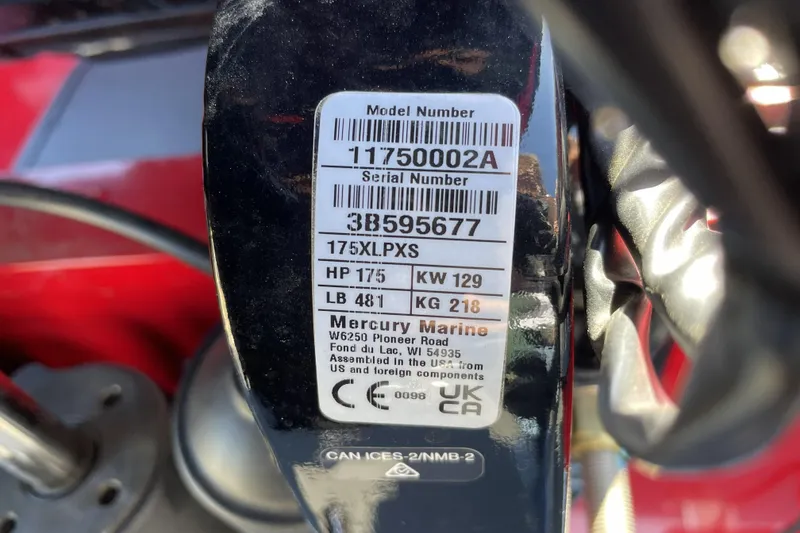 Model Number
11750002A
Serial Number
3B595677
175XLPXS
HP 175 KW 129
LB 481 KG 218
Mercury Marine
W6250 Pioneer Road
Fond du Lac, WI 54935
Assembled in the USA from
US and foreign components
CE 0098 UK
CA
CAN ICES-2/NMB-2